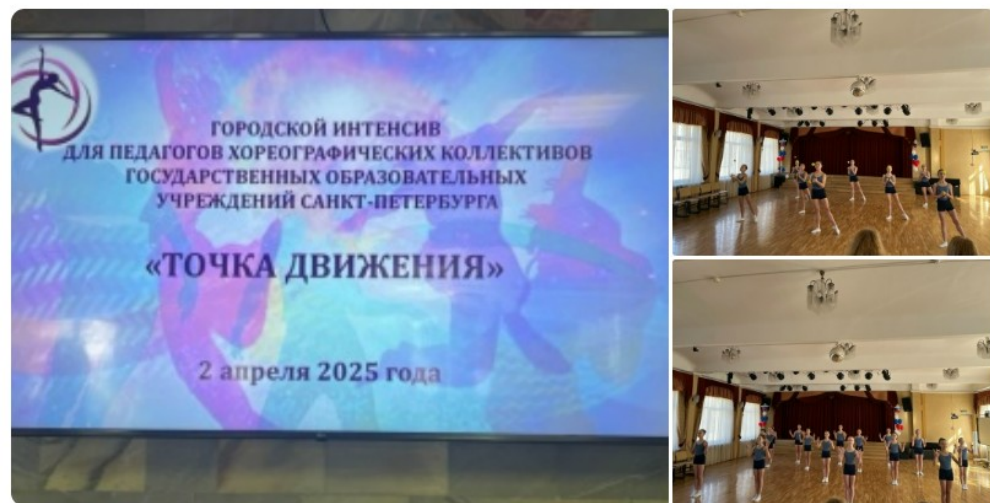 ГОРОДСКОЙ ИНТЕНСИВ
ДЛЯ ПЕДАГОГОВ ХОРЕОГРАФИЧЕСКИХ КОЛЛЕКТИВОВ
ГОСУДАРСТВЕННЫХ ОБРАЗОВАТЕЛЬНЫХ
УЧРЕЖДЕНИЙ САНКТ-ПЕТЕРБУРГА
«ТОЧКА ДВИЖЕНИЯ»
2 апреля 2025 года